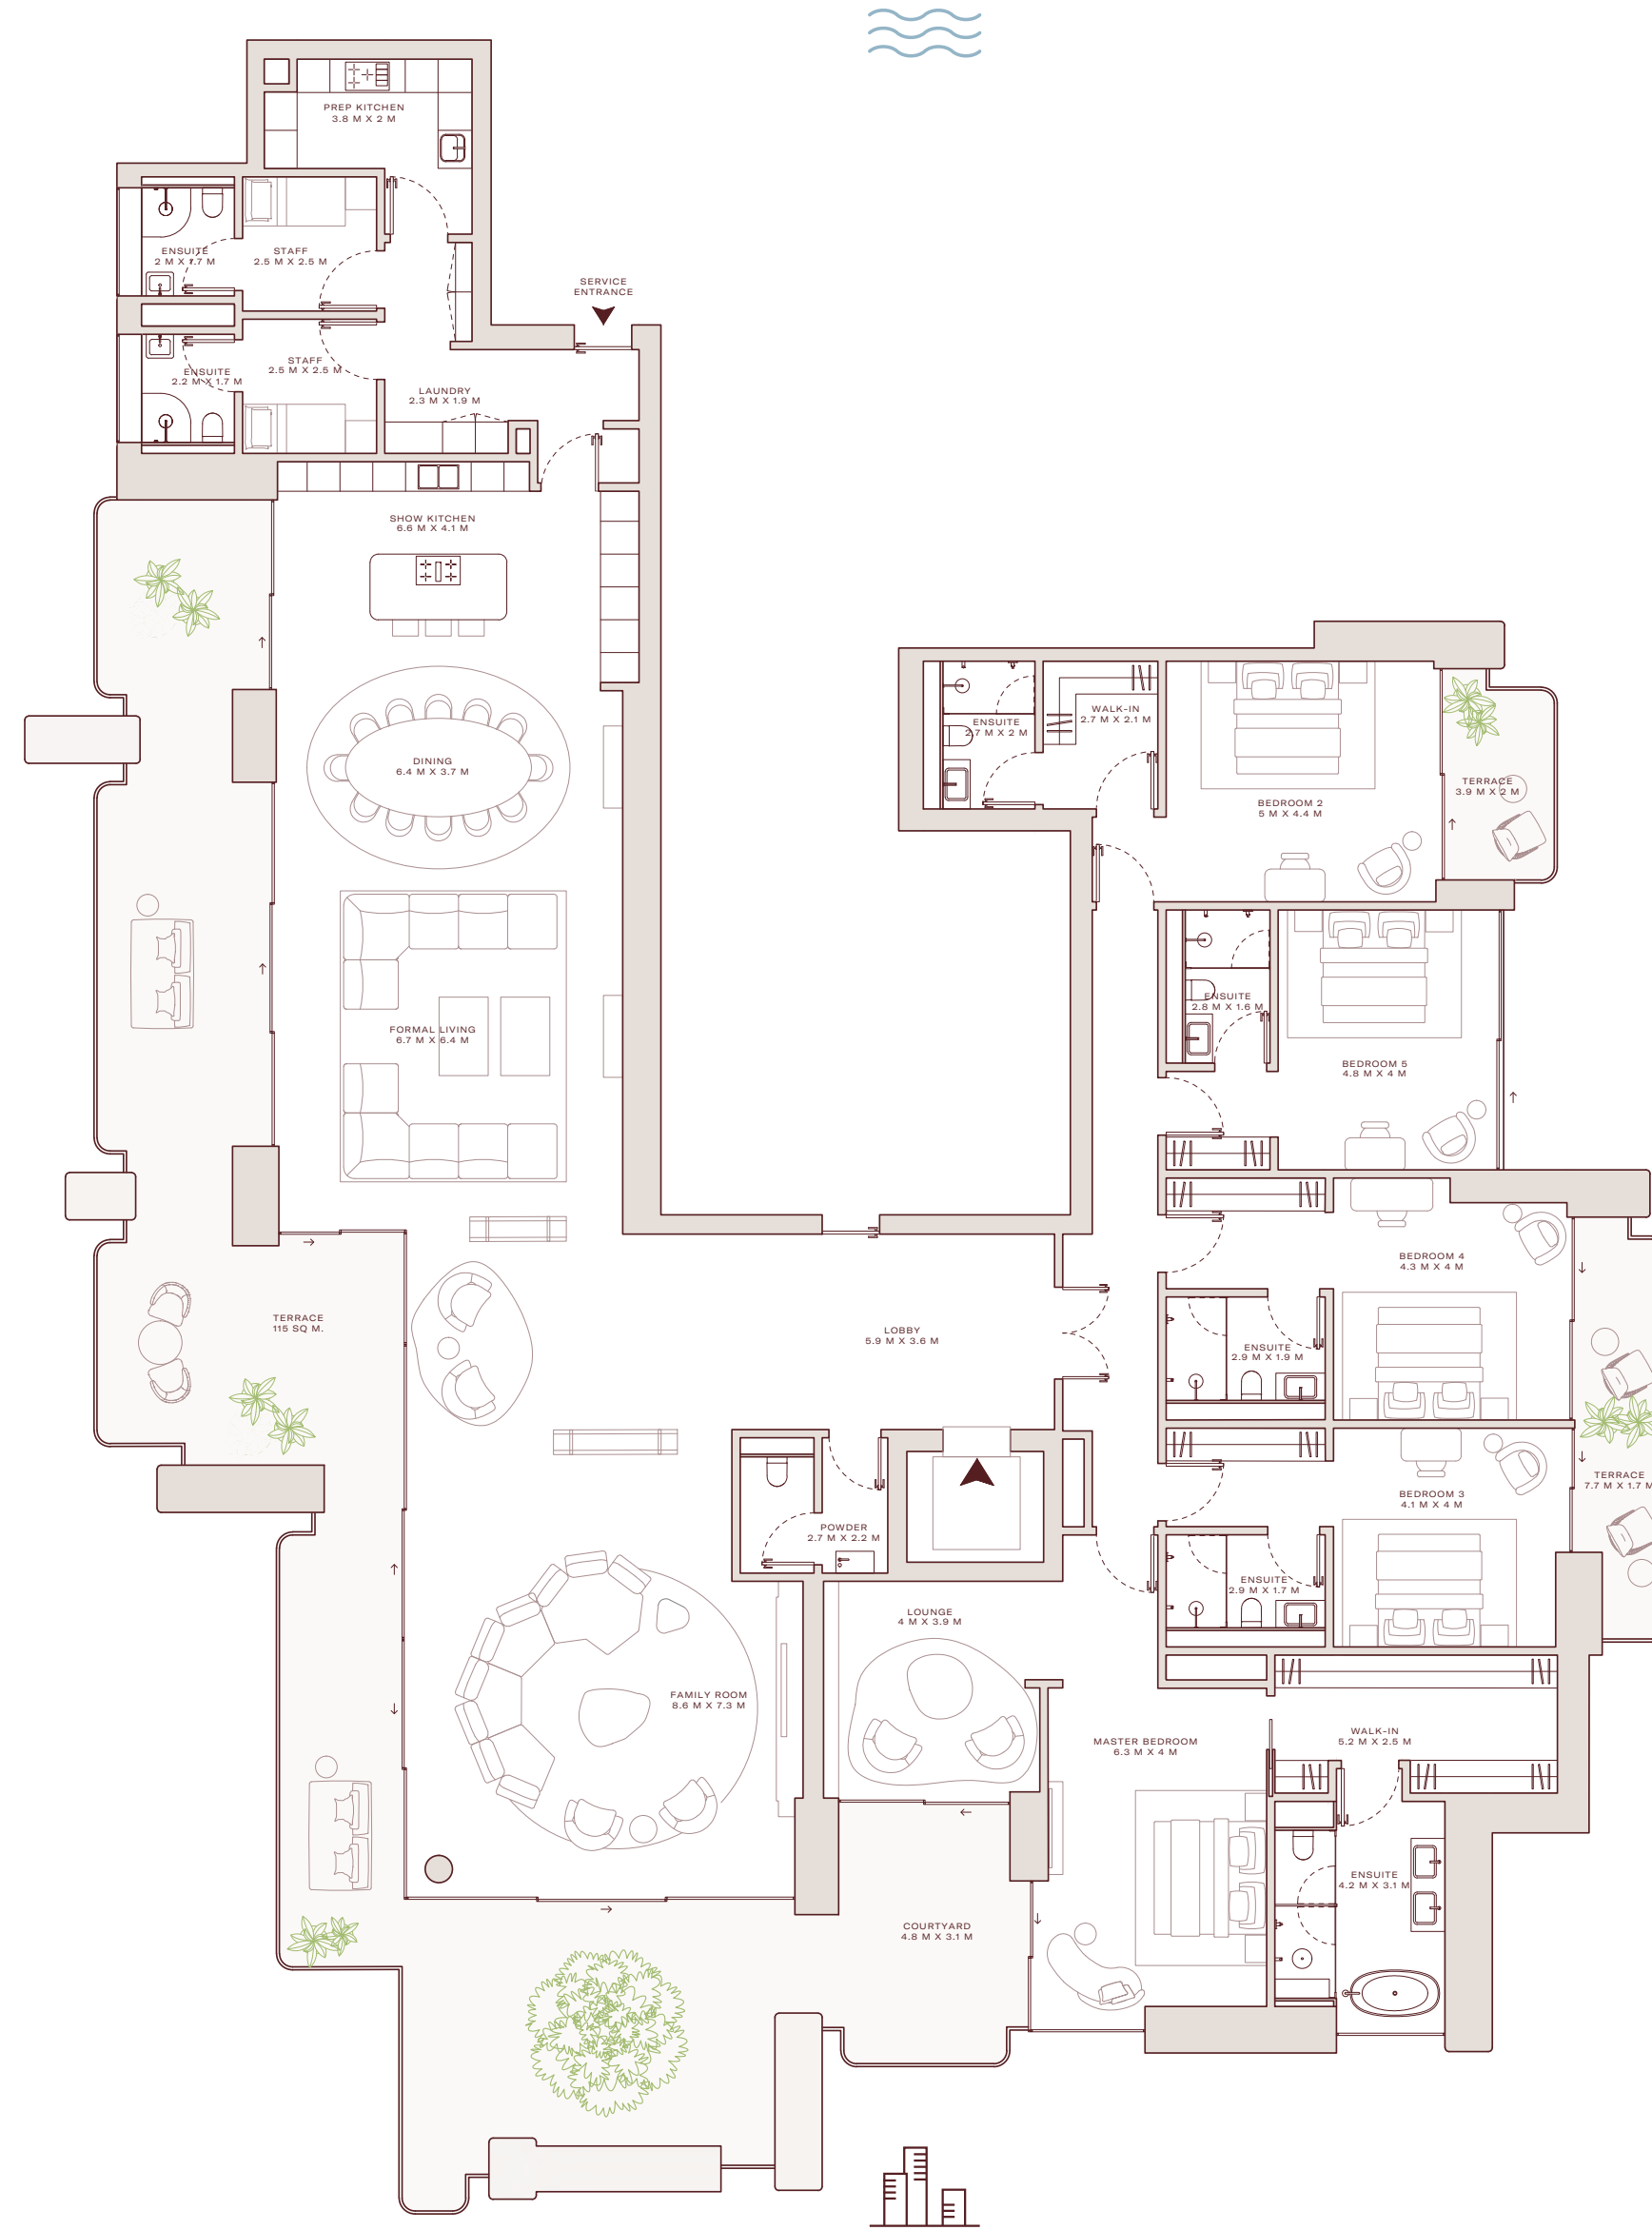 PREP KITCHEN
3.8 M X 2 M
ENSUITE
2 M X 1.7 M
STAFF
2.5 M X 2.5 M
SERVICE
ENTRANCE
STAFF
2.5 M X 2.5 M
ENSUITE
2.2 M X 1.7 M
LAUNDRY
2.3 M X 1.9 M
SHOW KITCHEN
6.6 M X 4.1 M
DINING
6.4 M X 3.7 M
ENSUITE
2.7 M X 2 M
WALK-IN
2.7 M X 2.1 M
BEDROOM 2
5 M X 4.4 M
TERRACE
3.9 M X 2 M
FORMAL LIVING
6.7 M X 6.4 M
ENSUITE
2.8 M X 1.6 M
BEDROOM 5
4.8 M X 4 M
TERRACE
115 SQ M.
LOBBY
5.9 M X 3.6 M
BEDROOM 4
4.3 M X 4 M
ENSUITE
2.9 M X 1.9 M
BEDROOM 3
4.1 M X 4 M
TERRACE
7.7 M X 1.7 M
POWDER
2.7 M X 2.2 M
ENSUITE
2.9 M X 1.7 M
LOUNGE
4 M X 3.9 M
FAMILY ROOM
8.6 M X 7.3 M
MASTER BEDROOM
6.3 M X 4 M
WALK-IN
5.2 M X 2.5 M
ENSUITE
4.2 M X 3.1 M
COURTYARD
4.8 M X 3.1 M